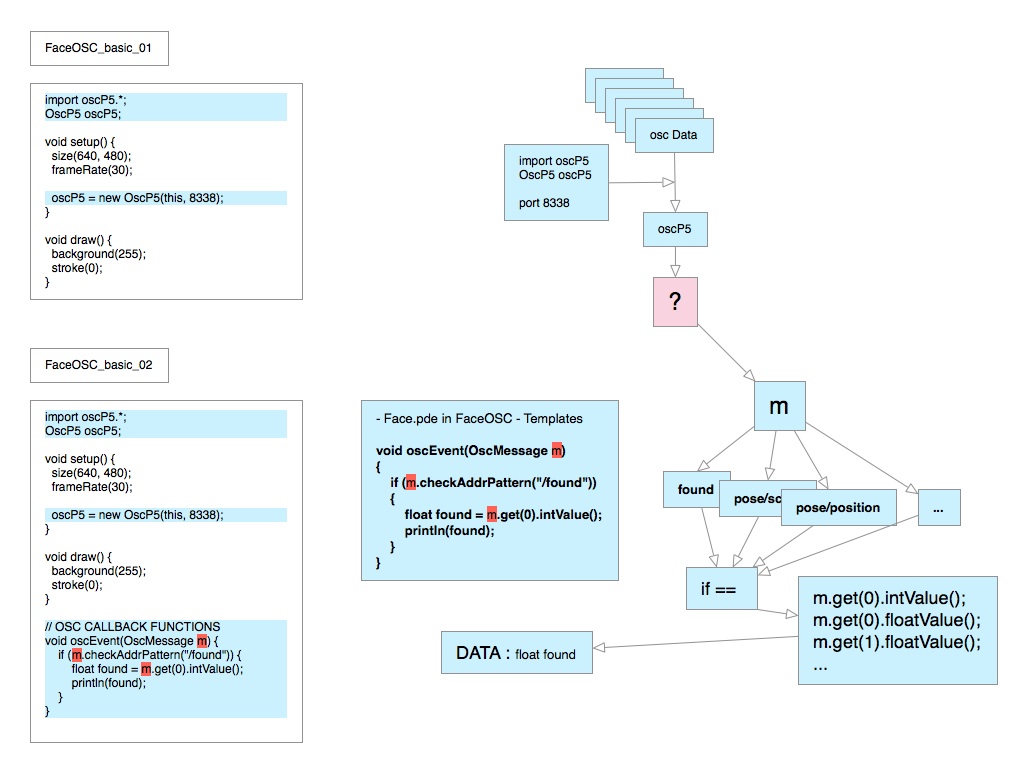 FaceOSC_basic_01
import oscP5.*;
OscP5 oscP5;
void setup() {
size(640, 480);
frameRate(30);
oscP5 = new OscP5(this, 8338);
}
void draw() {
background(255);
stroke(0);
}
FaceOSC_basic_02
import oscP5.*;
OscP5 oscP5;
void setup() {
size(640, 480);
frameRate(30);
oscP5 = new OscP5(this, 8338);
}
void draw() {
background(255);
stroke(0);
}
// OSC CALLBACK FUNCTIONS
void oscEvent(OscMessage m) {
if (m.checkAddrPattern("/found")) {
float found = m.get(0).intValue();
println(found);
}
}
- Face.pde in FaceOSC - Templates
void oscEvent(OscMessage m)
{
if (m.checkAddrPattern("/found"))
{
float found = m.get(0).intValue();
println(found);
}
}
osc Data
import oscP5
OscP5 oscP5
port 8338
oscP5
?
m
found
pose/sc
pose/position
...
if ==
m.get(0).intValue();
m.get(0).floatValue();
m.get(1).floatValue();
...
DATA : float found